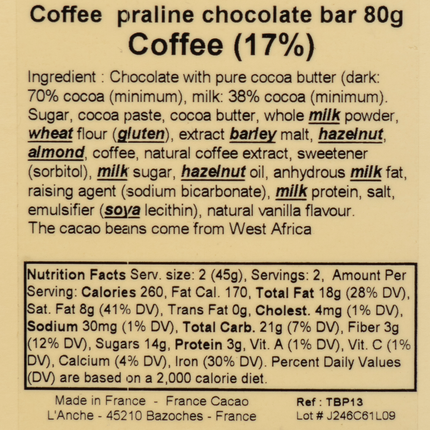 Coffee praline chocolate bar 80g
Coffee (17%)
Ingredient : Chocolate with pure cocoa butter (dark:
70% cocoa (minimum), milk: 38% cocoa (minimum).
Sugar, cocoa paste, cocoa butter, whole milk powder,
wheat flour (gluten), extract barley malt, hazelnut,
almond, coffee, natural coffee extract, sweetener
(sorbitol), milk sugar, hazelnut oil, anhydrous milk fat,
raising agent (sodium bicarbonate), milk protein, salt,
emulsifier (soya lecithin), natural vanilla flavour.
The cacao beans come from West Africa
Nutrition Facts Serv. size: 2 (45g), Servings: 2, Amount Per
Serving: Calories 260, Fat Cal. 170, Total Fat 18g (28% DV),
Sat. Fat 8g (41% DV), Trans Fat 0g, Cholest. 4mg (1% DV),
Sodium 30mg (1% DV), Total Carb. 21g (7% DV), Fiber 3g
(12% DV), Sugars 14g, Protein 3g, Vit. A (1% DV), Vit. C (1%
DV), Calcium (4% DV), Iron (30% DV). Percent Daily Values
(DV) are based on a 2,000 calorie diet.
Made in France - France Cacao Ref : TBP13
L'Anche - 45210 Bazoches - France Lot # J246C61L09